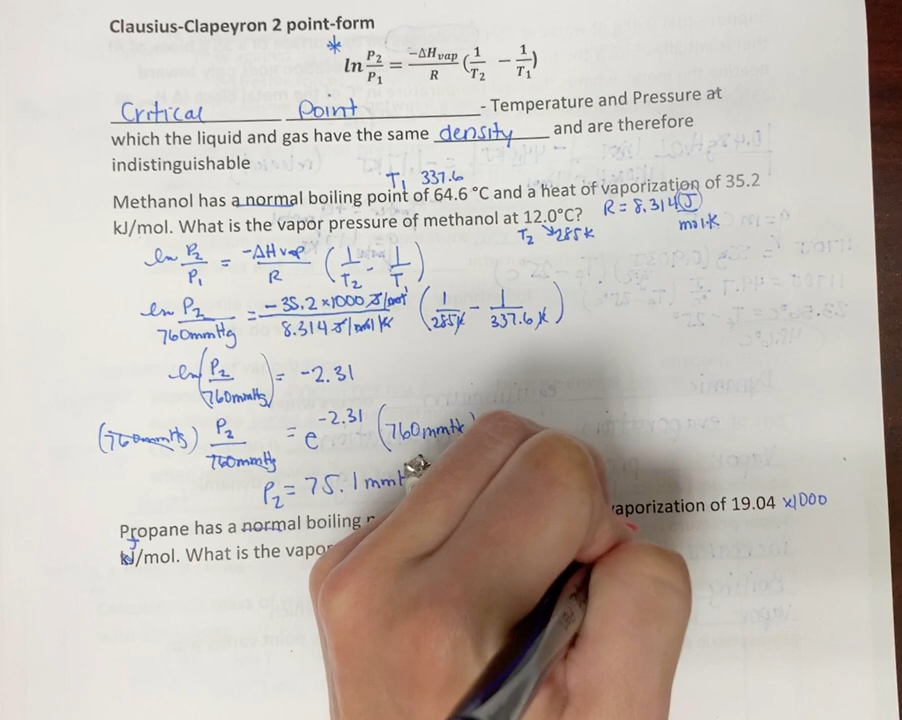 Clausius-Clapeyron 2 point-form
* ln P₂/P₁ = -ΔHvap/R (1/T₂ - 1/T₁)
Critical Point - Temperature and Pressure at
which the liquid and gas have the same density and are therefore
indistinguishable
T₁ 337.6
Methanol has a normal boiling point of 64.6 °C and a heat of vaporization of 35.2
kJ/mol. What is the vapor pressure of methanol at 12.0°C? R = 8.314 J/mol·K
T₂ 285K
ln P₂/P₁ = -ΔHvap/R (1/T₂ - 1/T₁)
ln P₂/760mmHg = -35.2 x1000 J/mol / 8.314 J/mol K (1/285K - 1/337.6K)
ln(P₂/760mmHg) = -2.31
(760mmHg) P₂/760mmHg = e^-2.31 (760mmHg)
P₂ = 75.1 mm
Propane has a normal boiling aporization of 19.04 x1000
kJ/mol. What is the vapor